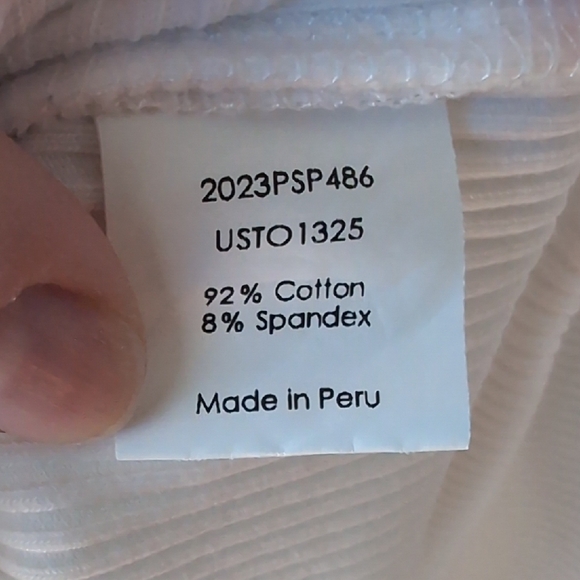 2023PSP486
USTO1325
92% Cotton
8% Spandex
Made in Peru